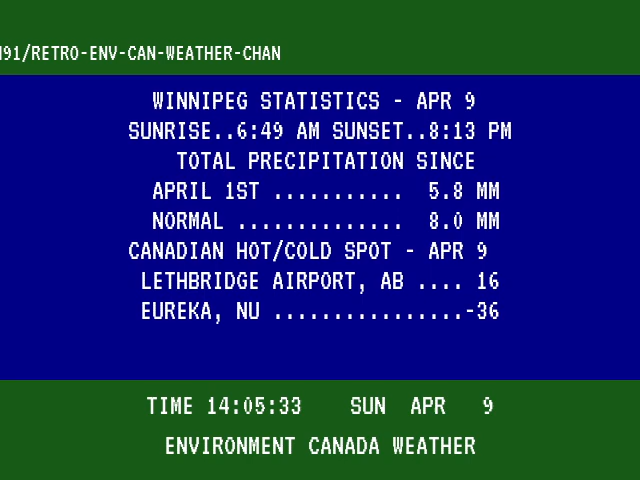 91/RETRO-ENV-CAN-WEATHER-CHAN
WINNIPEG STATISTICS - APR 9
SUNRISE..6:49 AM SUNSET..8:13 PM
TOTAL PRECIPITATION SINCE
APRIL 1ST ........... 5.8 MM
NORMAL .............. 8.0 MM
CANADIAN HOT/COLD SPOT - APR 9
LETHBRIDGE AIRPORT, AB .... 16
EUREKA, NU ................-36
TIME 14:05:33 SUN APR 9
ENVIRONMENT CANADA WEATHER